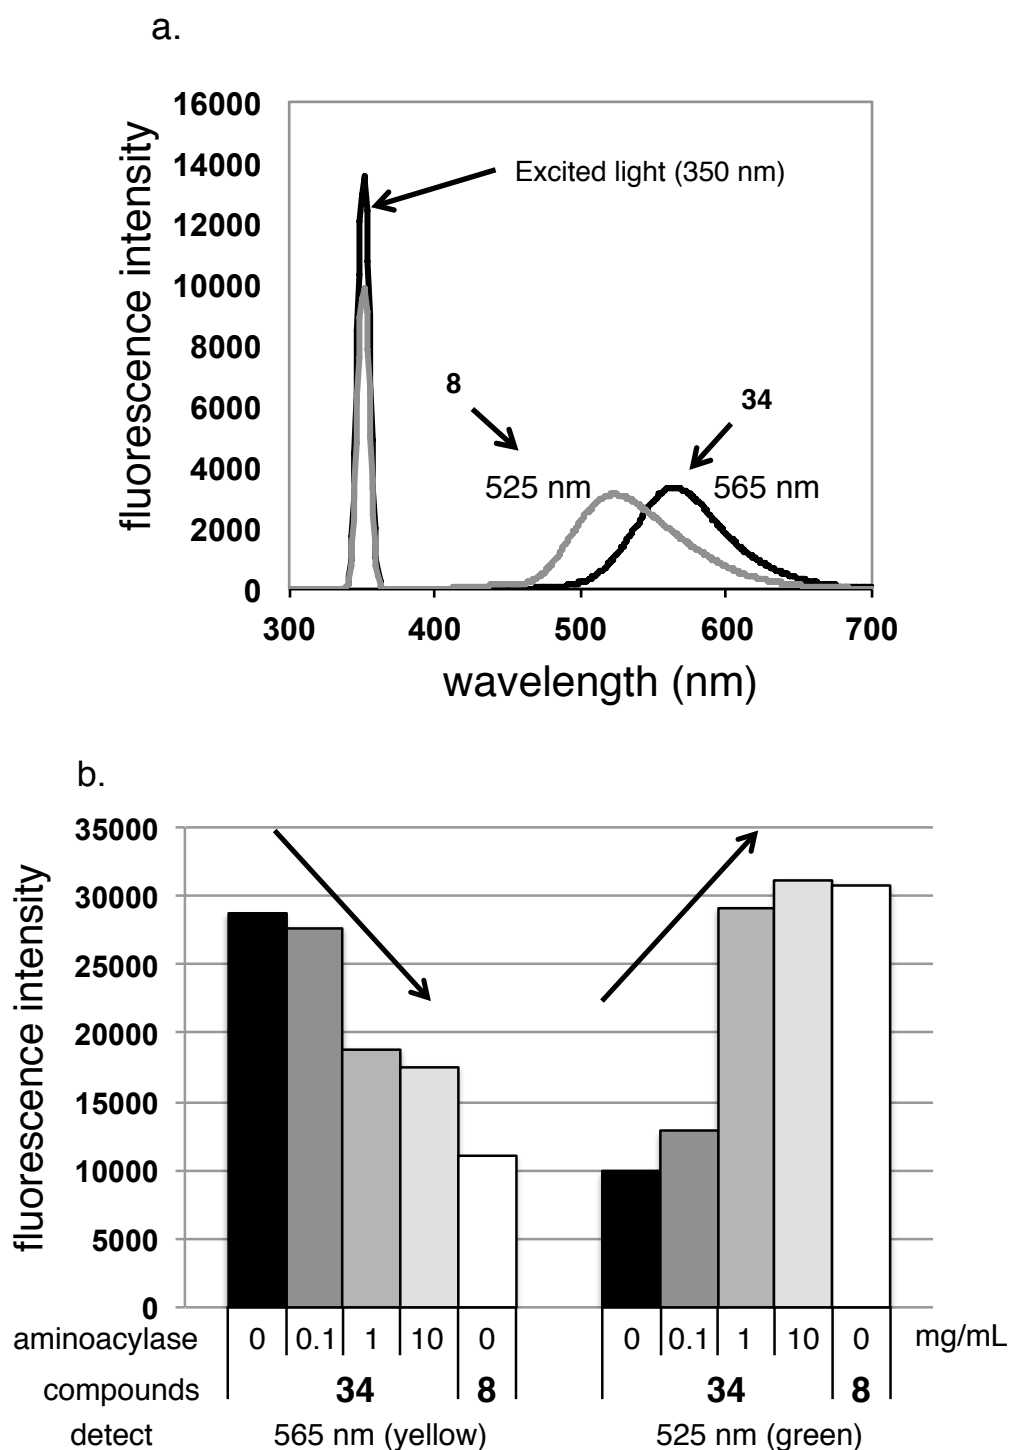 a.
fluorescence intensity
16000
14000
12000
10000
8000
6000
4000
2000
0
Excited light (350 nm)
8
34
525 nm
565 nm
300 400 500 600 700
wavelength (nm)
b.
fluorescence intensity
35000
30000
25000
20000
15000
10000
5000
0
aminoacylase 0 0.1 1 10 0 0 0.1 1 10 0 mg/mL
compounds 34 8 34 8
detect 565 nm (yellow) 525 nm (green)